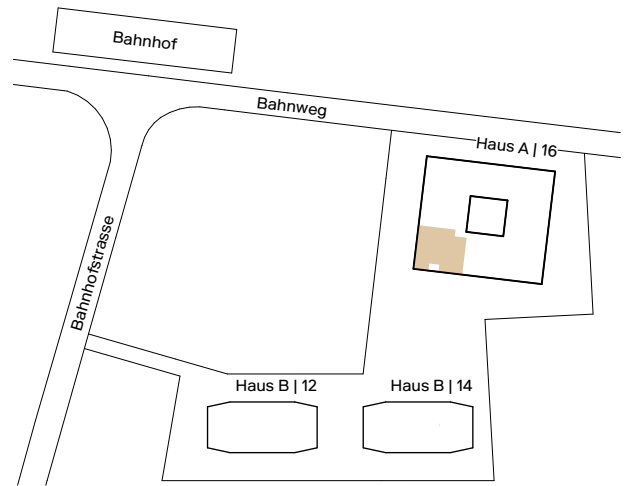 Bahnhof
Bahnweg
Haus A | 16
Bahnhofstrasse
Haus B | 12
Haus B | 14